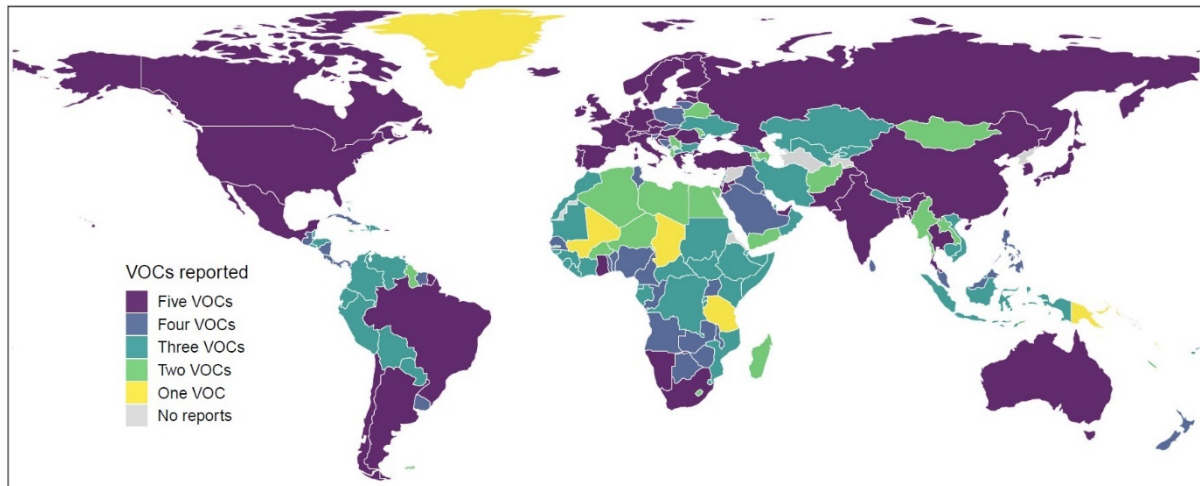 VOCs reported
Five VOCs
Four VOCs
Three VOCs
Two VOCs
One VOC
No reports